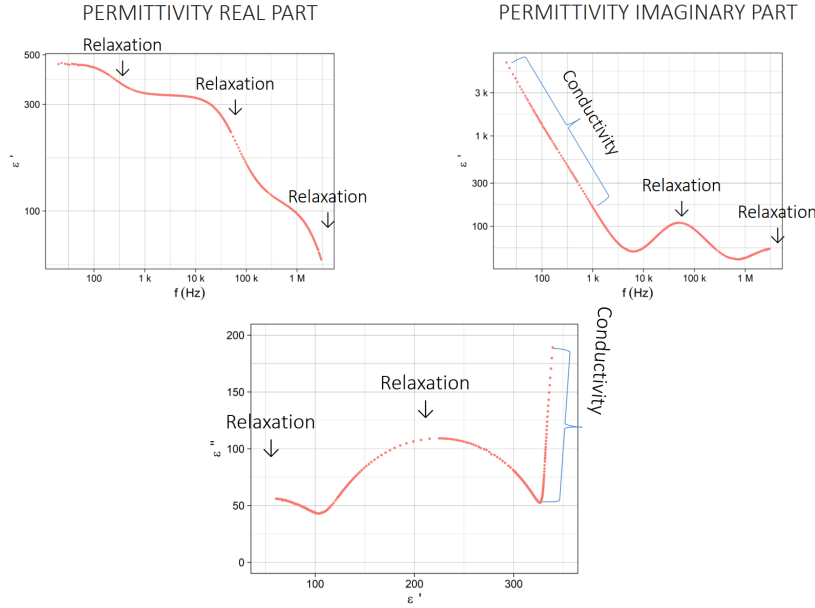 PERMITTIVITY REAL PART
Relaxation
Relaxation
Relaxation
500
300
100
ε '
100
1 k
10 k
100 k
1 M
f (Hz)
PERMITTIVITY IMAGINARY PART
Conductivity
Relaxation
Relaxation
3 k
1 k
300
100
ε '
100
1 k
10 k
100 k
1 M
f (Hz)
Conductivity
Relaxation
Relaxation
200
150
100
50
0
ε "
100
200
300
ε '